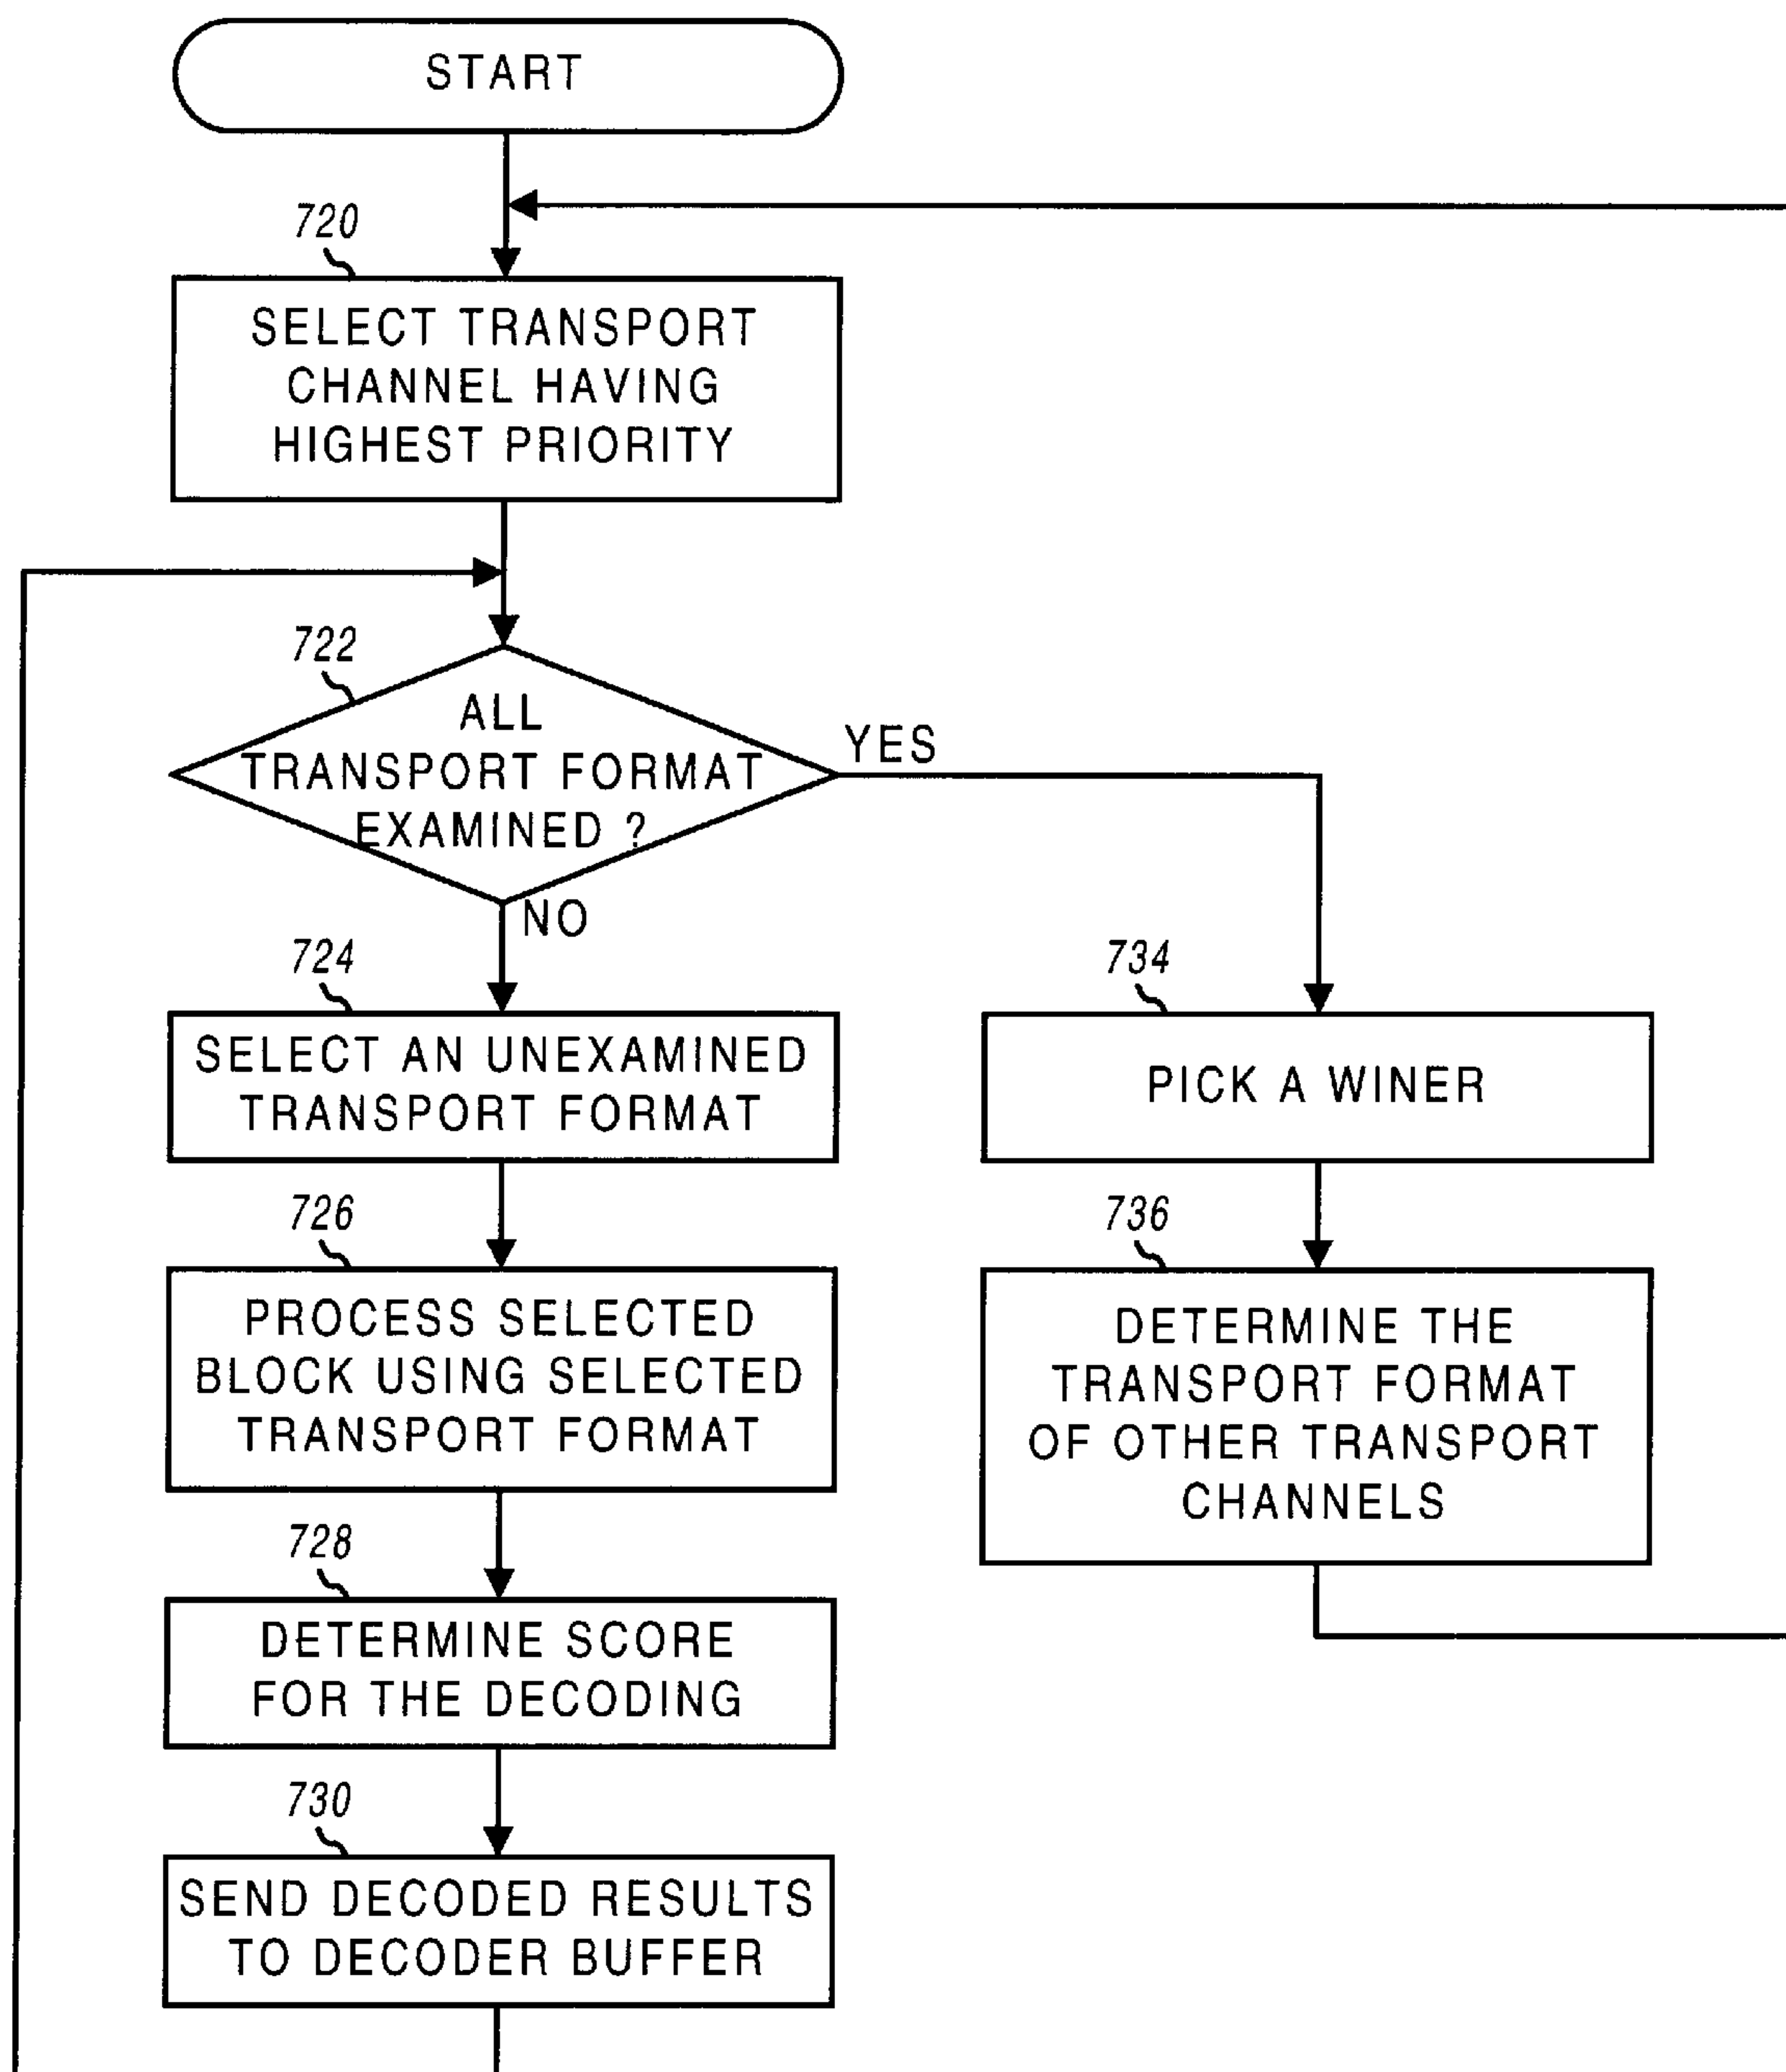 START
720
SELECT TRANSPORT
CHANNEL HAVING
HIGHEST PRIORITY
722
ALL
TRANSPORT FORMAT
EXAMINED ?
YES
NO
724
SELECT AN UNEXAMINED
TRANSPORT FORMAT
734
PICK A WINER
726
PROCESS SELECTED
BLOCK USING SELECTED
TRANSPORT FORMAT
736
DETERMINE THE
TRANSPORT FORMAT
OF OTHER TRANSPORT
CHANNELS
728
DETERMINE SCORE
FOR THE DECODING
730
SEND DECODED RESULTS
TO DECODER BUFFER